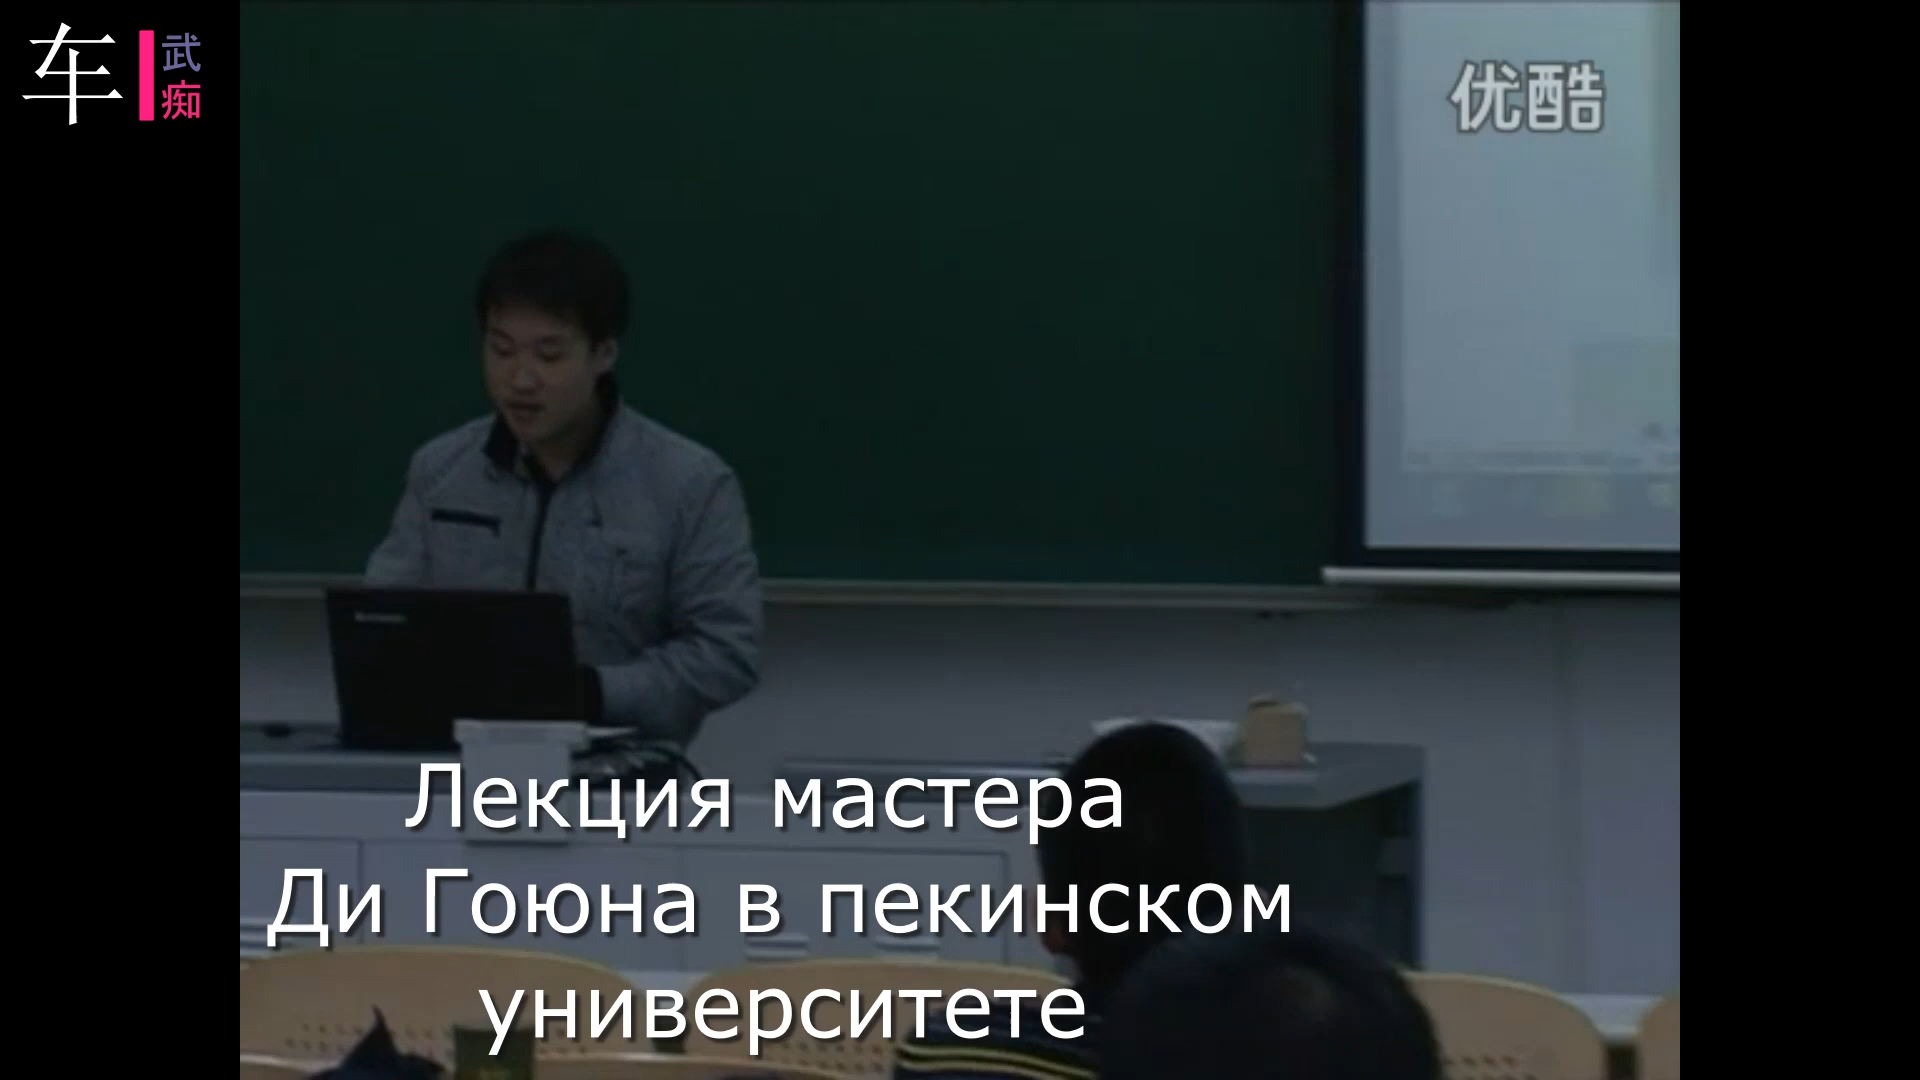 车
武
痴
优酷
Лекция мастера
Ди Гоюна в пекинском
университете